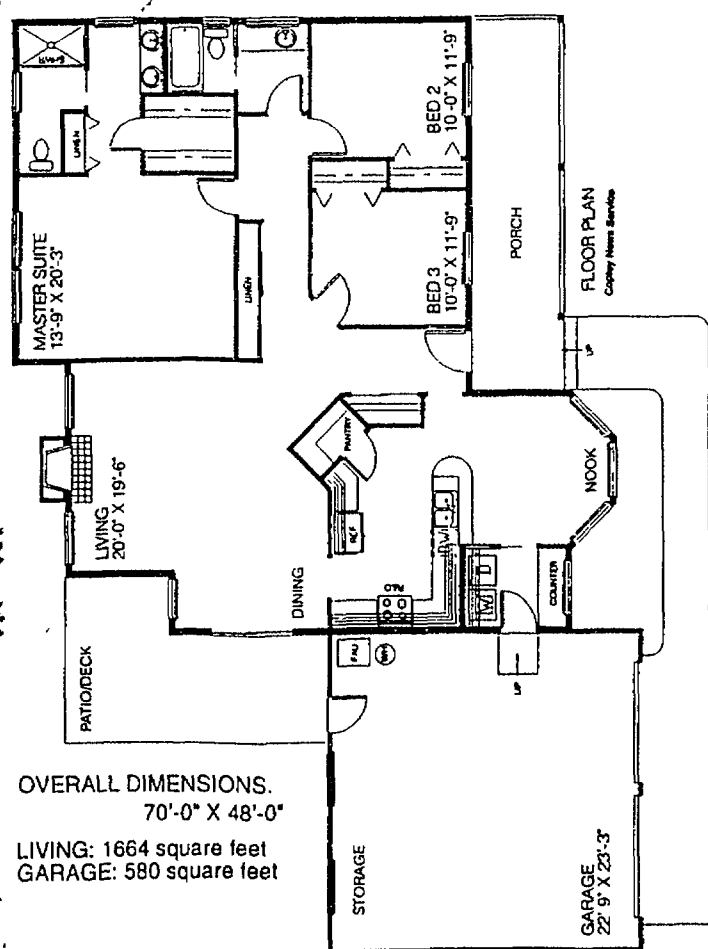 SHWR
LINEN
MASTER SUITE
13'-9" X 20'-3"
LINEN
BED 2
10'-0" X 11'-9"
BED 3
10'-0" X 11'-9"
PORCH
FLOOR PLAN
Copley News Service
UP
LIVING
20'-0" X 19'-6"
PANTRY
REF
DW
NOOK
DINING
R&O
W
D
COUNTER
PATIO/DECK
FAU
WH
UP
OVERALL DIMENSIONS.
70'-0" X 48'-0"
LIVING: 1664 square feet
GARAGE: 580 square feet
STORAGE
GARAGE
22' 9" X 23'-3"